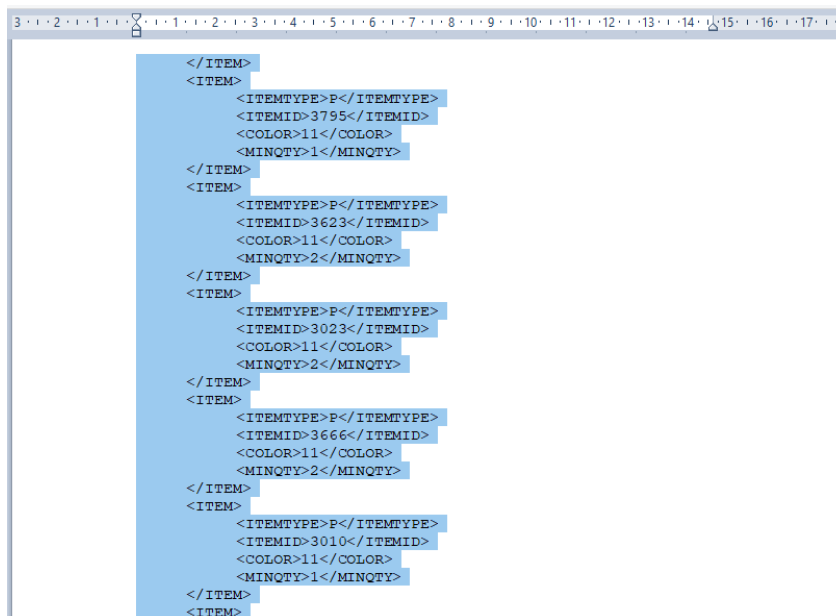 3 · 2 · 1 · 1 · 2 · 3 · 4 · 5 · 6 · 7 · 8 · 9 · 10 · 11 · 12 · 13 · 14 · 15 · 16 · 17
</ITEM>
<ITEM>
<ITEMTYPE>P</ITEMTYPE>
<ITEMID>3795</ITEMID>
<COLOR>11</COLOR>
<MINQTY>1</MINQTY>
</ITEM>
<ITEM>
<ITEMTYPE>P</ITEMTYPE>
<ITEMID>3623</ITEMID>
<COLOR>11</COLOR>
<MINQTY>2</MINQTY>
</ITEM>
<ITEM>
<ITEMTYPE>P</ITEMTYPE>
<ITEMID>3023</ITEMID>
<COLOR>11</COLOR>
<MINQTY>2</MINQTY>
</ITEM>
<ITEM>
<ITEMTYPE>P</ITEMTYPE>
<ITEMID>3666</ITEMID>
<COLOR>11</COLOR>
<MINQTY>2</MINQTY>
</ITEM>
<ITEM>
<ITEMTYPE>P</ITEMTYPE>
<ITEMID>3010</ITEMID>
<COLOR>11</COLOR>
<MINQTY>1</MINQTY>
</ITEM>
<ITEM>